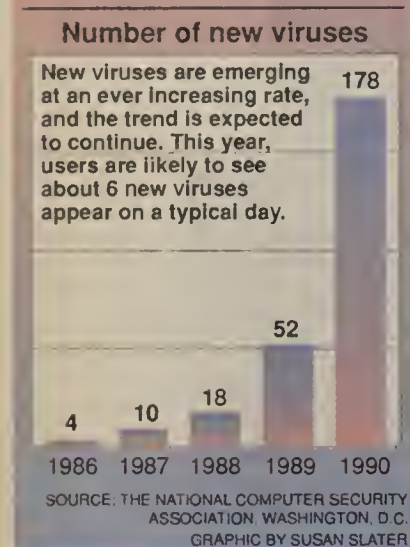 Number of new viruses
New viruses are emerging
at an ever increasing rate,
and the trend is expected
to continue. This year,
users are likely to see
about 6 new viruses
appear on a typical day.
178
52
18
10
4
1986 1987 1988 1989 1990
SOURCE: THE NATIONAL COMPUTER SECURITY
ASSOCIATION, WASHINGTON, D.C.
GRAPHIC BY SUSAN SLATER